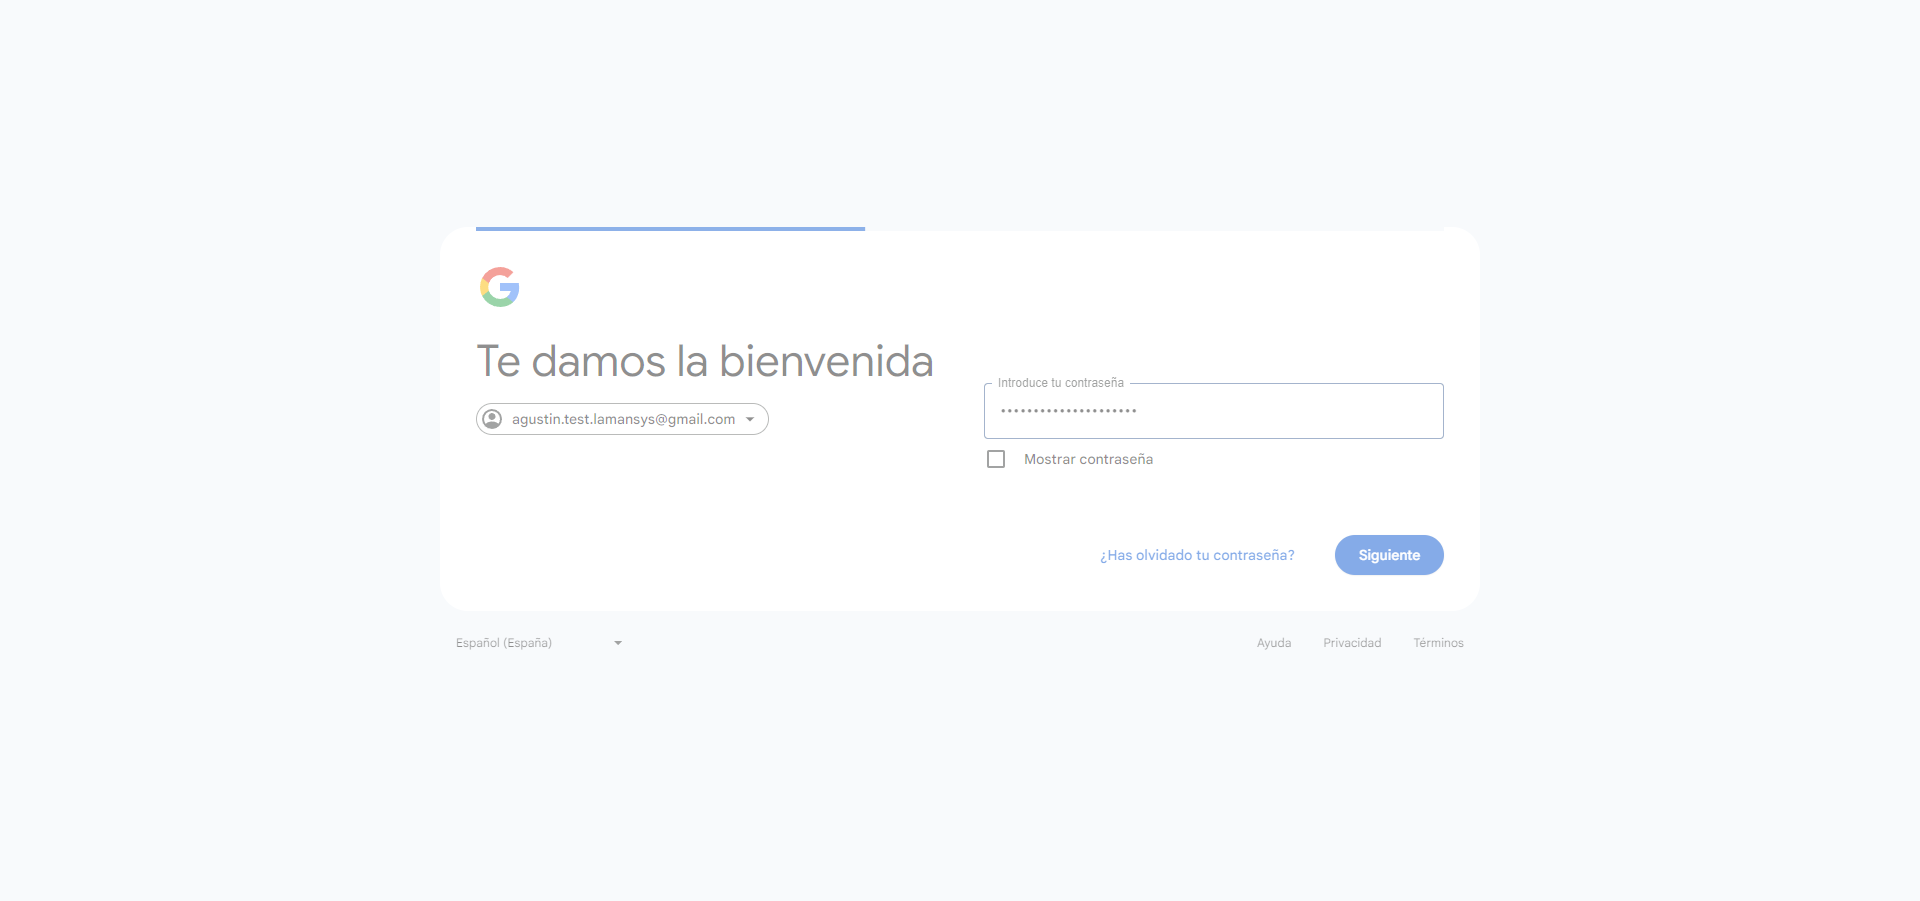 Te damos la bienvenida
agustin.test.lamansys@gmail.com
Introduce tu contraseña
••••••••••••••••••••
Mostrar contraseña
¿Has olvidado tu contraseña?
Siguiente
Español (España)
Ayuda
Privacidad
Términos